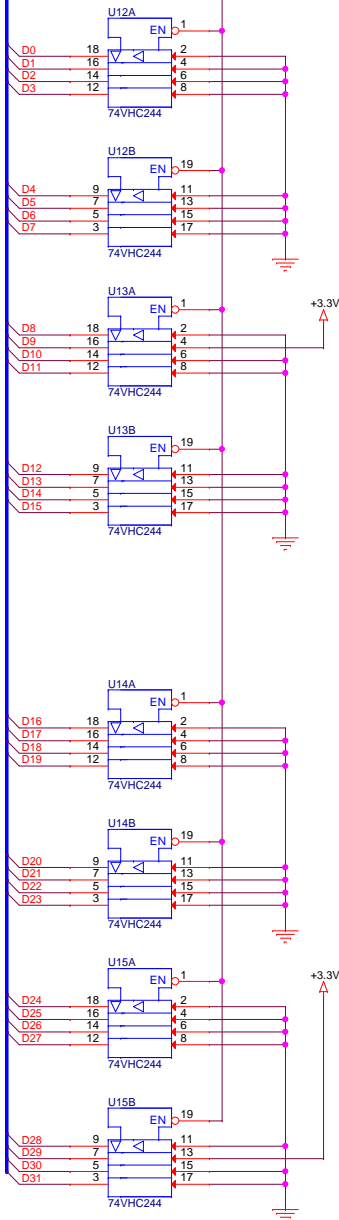 U12A
EN 1
D0 18 2
D1 16 4
D2 14 6
D3 12 8
74VHC244
U12B
EN 19
D4 9 11
D5 7 13
D6 5 15
D7 3 17
74VHC244
U13A
EN 1
+3.3V
D8 18 2
D9 16 4
D10 14 6
D11 12 8
74VHC244
U13B
EN 19
D12 9 11
D13 7 13
D14 5 15
D15 3 17
74VHC244
U14A
EN 1
D16 18 2
D17 16 4
D18 14 6
D19 12 8
74VHC244
U14B
EN 19
D20 9 11
D21 7 13
D22 5 15
D23 3 17
74VHC244
U15A
EN 1
+3.3V
D24 18 2
D25 16 4
D26 14 6
D27 12 8
74VHC244
U15B
EN 19
D28 9 11
D29 7 13
D30 5 15
D31 3 17
74VHC244